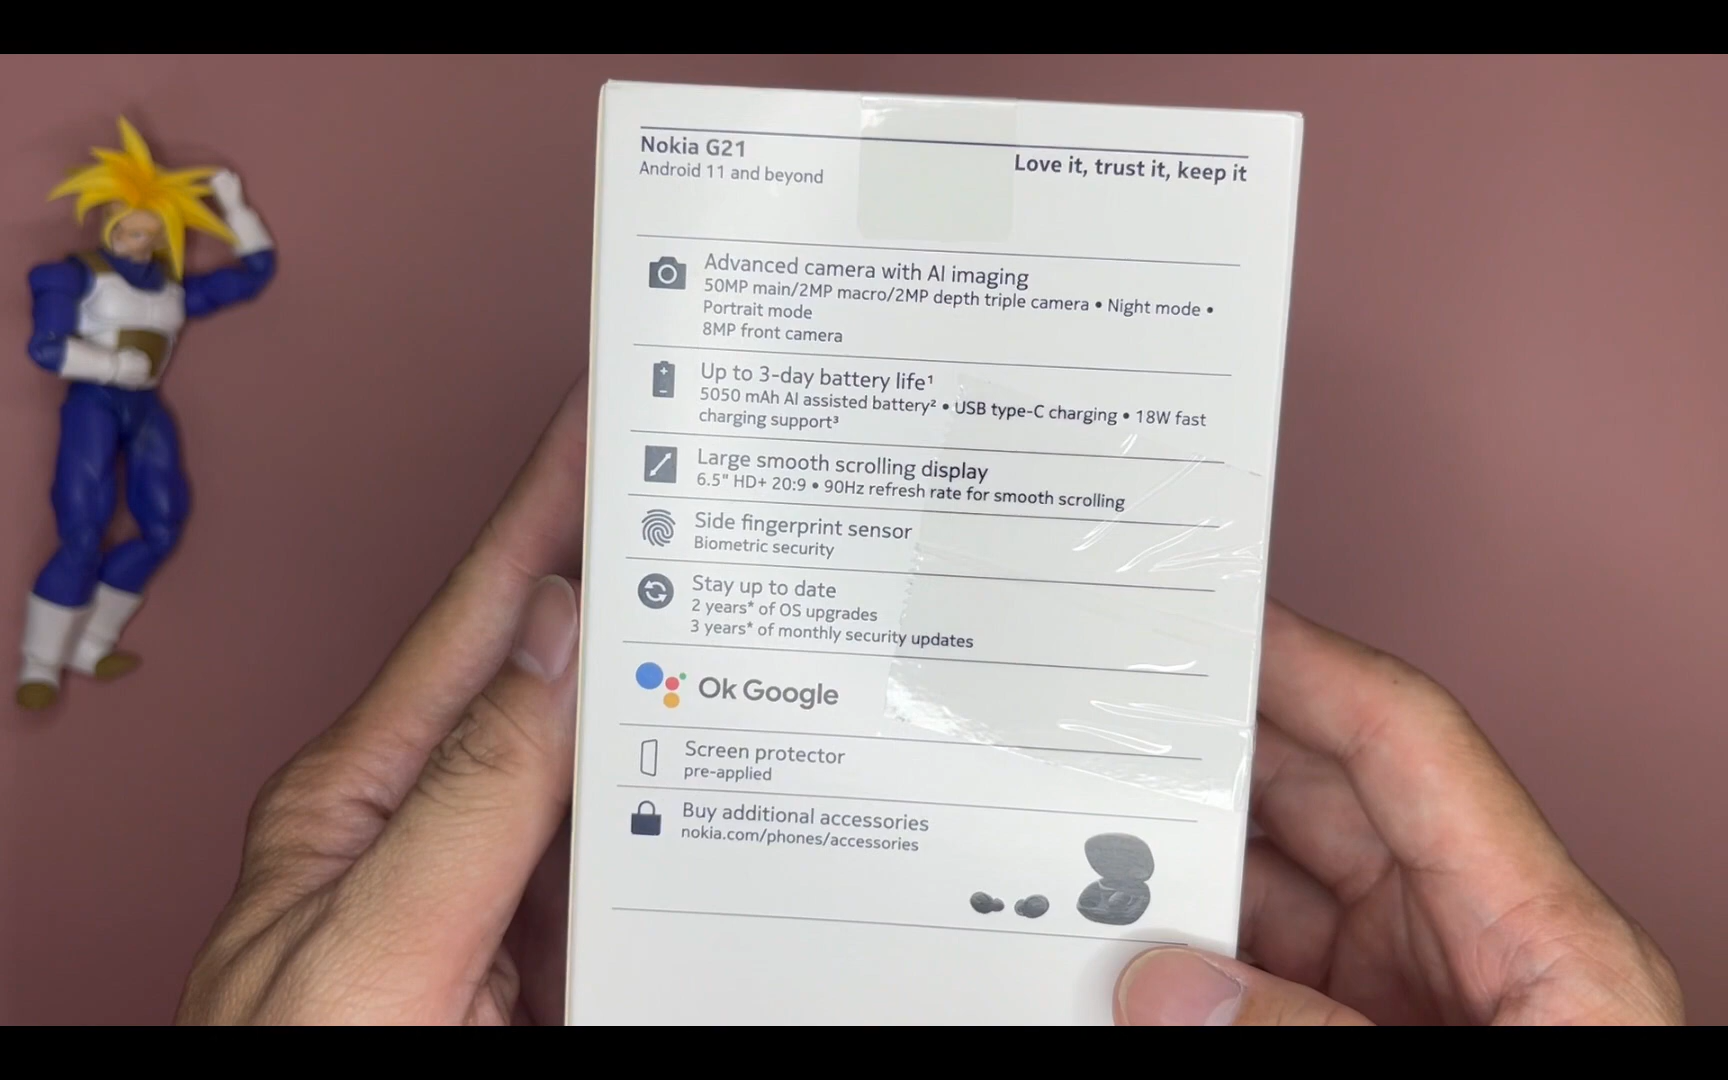 Nokia G21
Android 11 and beyond
Love it, trust it, keep it
Advanced camera with AI imaging
50MP main/2MP macro/2MP depth triple camera • Night mode •
Portrait mode
8MP front camera
Up to 3-day battery life¹
5050 mAh AI assisted battery² • USB type-C charging • 18W fast
charging support³
Large smooth scrolling display
6.5" HD+ 20:9 • 90Hz refresh rate for smooth scrolling
Side fingerprint sensor
Biometric security
Stay up to date
2 years* of OS upgrades
3 years* of monthly security updates
Ok Google
Screen protector
pre-applied
Buy additional accessories
nokia.com/phones/accessories